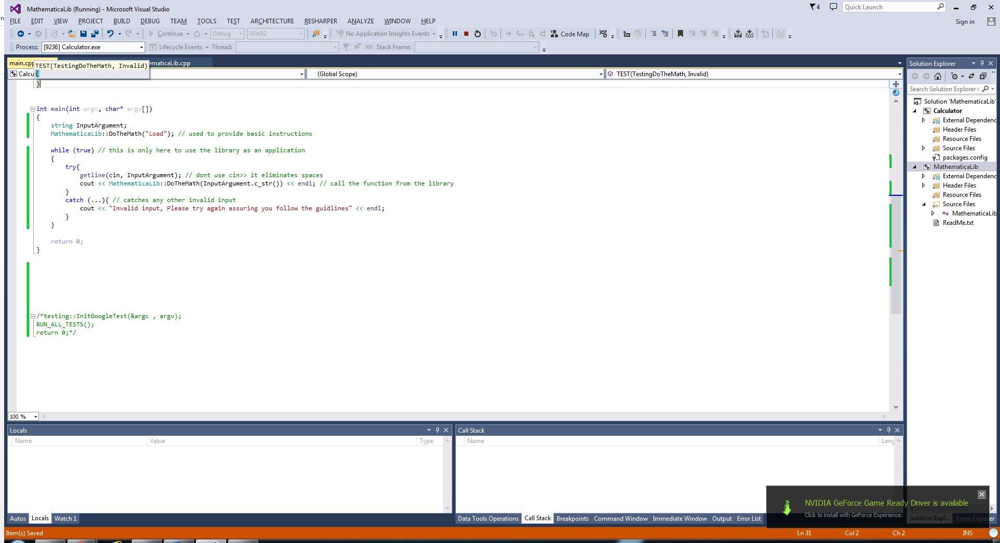 MathematicaLib (Running) - Microsoft Visual Studio
4
Quick Launch
FILE EDIT VIEW PROJECT BUILD DEBUG TEAM TOOLS TEST ARCHITECTURE RESHARPER ANALYZE WINDOW HELP
Sign in
Continue Debug Win32 No Application Insights Events Code Map
Process: [9236] Calculator.exe Lifecycle Events Thread: Stack Frame:
main.cpp ematicaLib.cpp
TEST(TestingDoTheMath, Invalid)
{
Calcu (Global Scope) TEST(TestingDoTheMath, Invalid)
}
int main(int argc, char* argv[])
{
string InputArgument;
MathematicaLib::DoTheMath("Load"); // used to provide basic instructions
while (true) // this is only here to use the library as an application
{
try{
getline(cin, InputArgument); // dont use cin>> it eliminates spaces
cout << MathematicaLib::DoTheMath(InputArgument.c_str()) << endl; // call the function from the library
}
catch (...){ // catches any other invalid input
cout << "Invalid input, Please try again assuring you follow the guidlines" << endl;
}
}
return 0;
}
/*testing::InitGoogleTest(&argc , argv);
RUN_ALL_TESTS();
return 0;*/
100 %
Solution Explorer
Search Solution Explorer (
Solution 'MathematicaLib'
Calculator
External Dependenc
Header Files
Resource Files
Source Files
packages.config
MathematicaLib
External Dependenc
Header Files
Resource Files
Source Files
MathematicaLib
ReadMe.txt
Locals
Name Value Type
Call Stack
Name Lang
NVIDIA GeForce Game Ready Driver is available
Click to install with GeForce Experience.
Autos Locals Watch 1
Data Tools Operations Call Stack Breakpoints Command Window Immediate Window Output Error List
Solution Expl... Team Explorer
Item(s) Saved
Ln 31 Col 2 Ch 2 INS